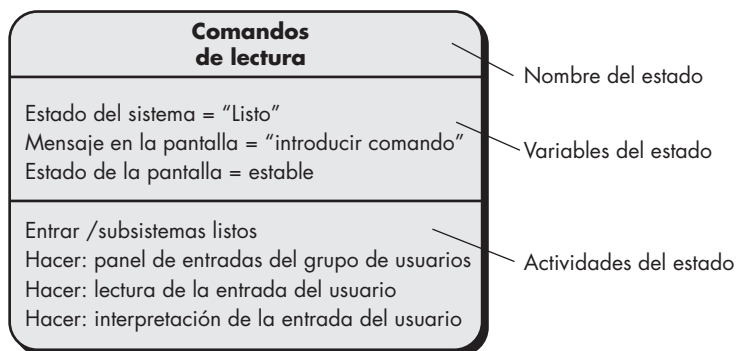 Comandos
de lectura
Nombre del estado
Estado del sistema = “Listo”
Mensaje en la pantalla = “introducir comando”
Estado de la pantalla = estable
Variables del estado
Entrar /subsistemas listos
Hacer: panel de entradas del grupo de usuarios
Hacer: lectura de la entrada del usuario
Hacer: interpretación de la entrada del usuario
Actividades del estado